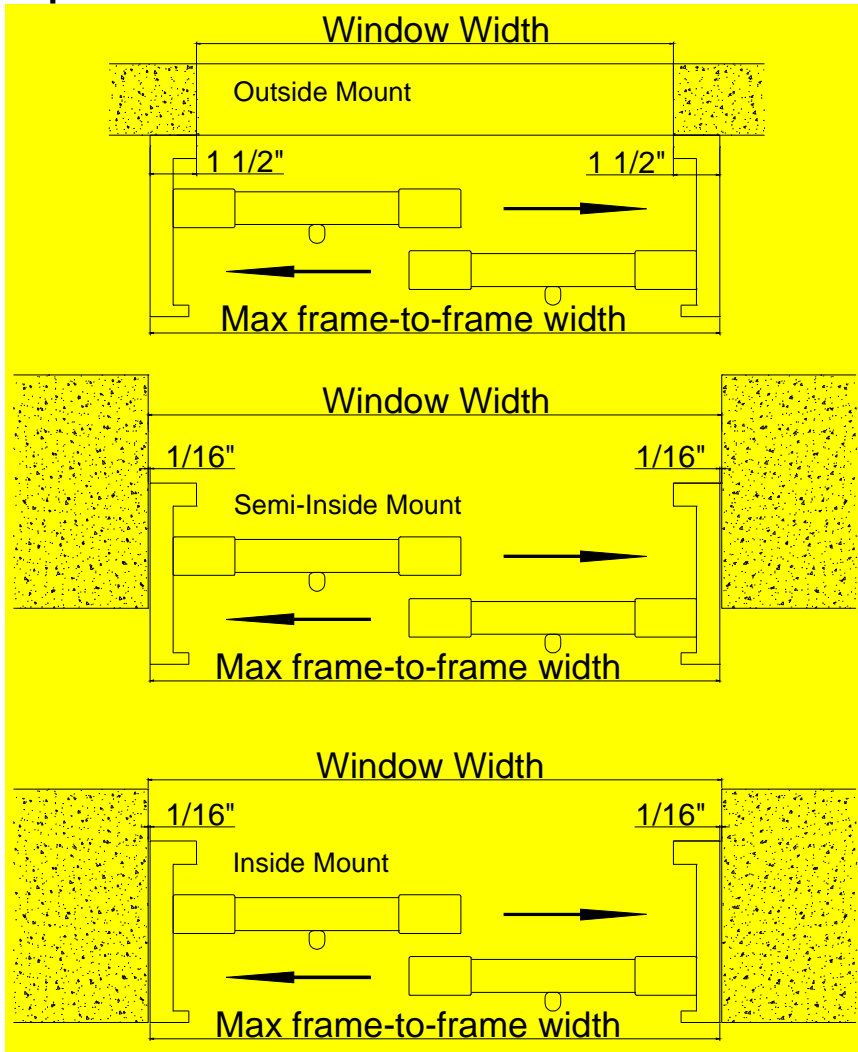 Window Width
Outside Mount
1 1/2" 1 1/2"
Max frame-to-frame width
Window Width
1/16" 1/16"
Semi-Inside Mount
Max frame-to-frame width
Window Width
1/16" 1/16"
Inside Mount
Max frame-to-frame width